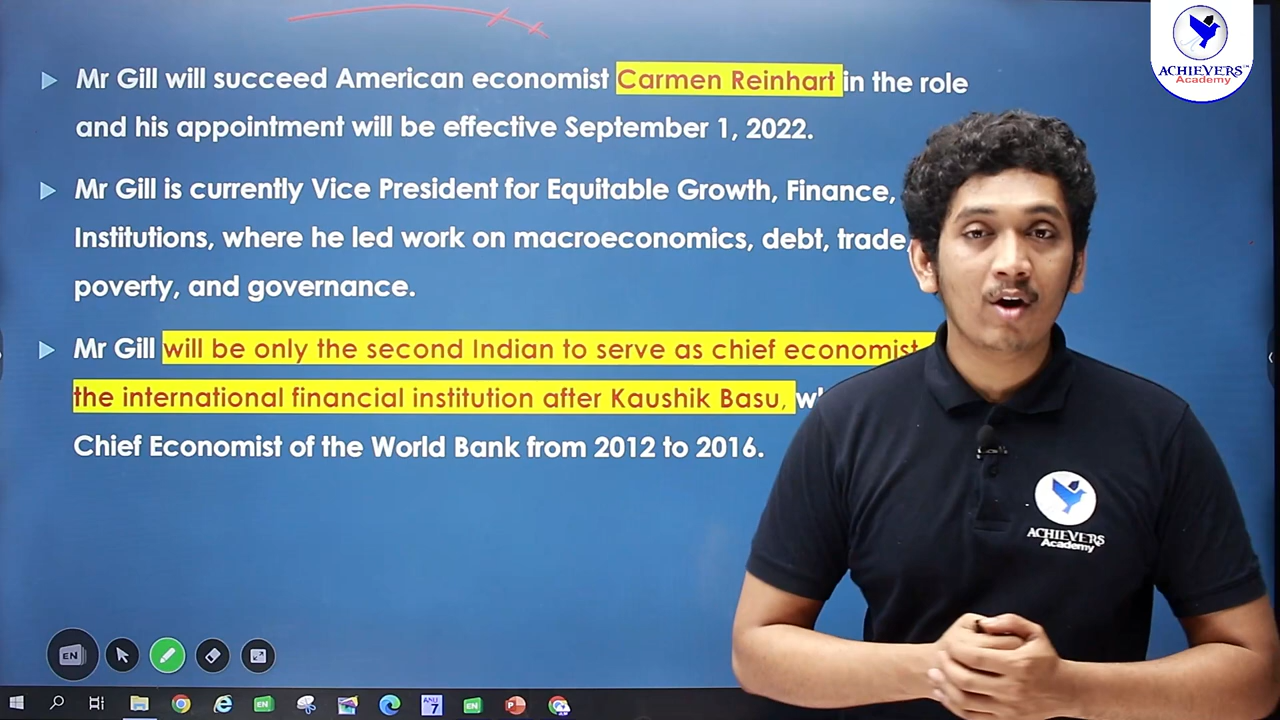 ACHIEVERS
Academy
Mr Gill will succeed American economist Carmen Reinhart in the role
and his appointment will be effective September 1, 2022.
Mr Gill is currently Vice President for Equitable Growth, Finance,
Institutions, where he led work on macroeconomics, debt, trade,
poverty, and governance.
Mr Gill will be only the second Indian to serve as chief economist
the international financial institution after Kaushik Basu,
Chief Economist of the World Bank from 2012 to 2016.
ACHIEVERS
Academy
EN